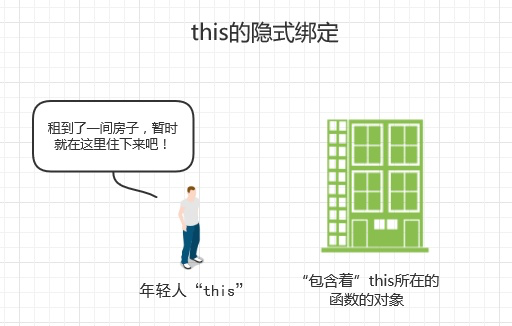 this的隐式绑定
租到了一间房子，暂时
就在这里住下来吧！
年轻人“this”
“包含着”this所在的
函数的对象